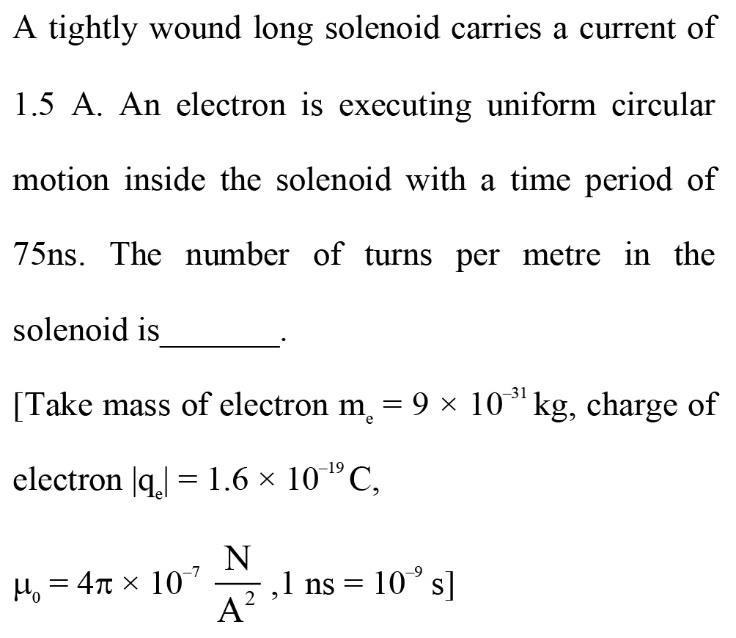 A tightly wound long solenoid carries a current of
1.5 A. An electron is executing uniform circular
motion inside the solenoid with a time period of
75ns. The number of turns per metre in the
solenoid is________.
[Take mass of electron mₑ = 9 × 10⁻³¹ kg, charge of
electron |qₑ| = 1.6 × 10⁻¹⁹ C,
μ₀ = 4π × 10⁻⁷ N/A² ,1 ns = 10⁻⁹ s]